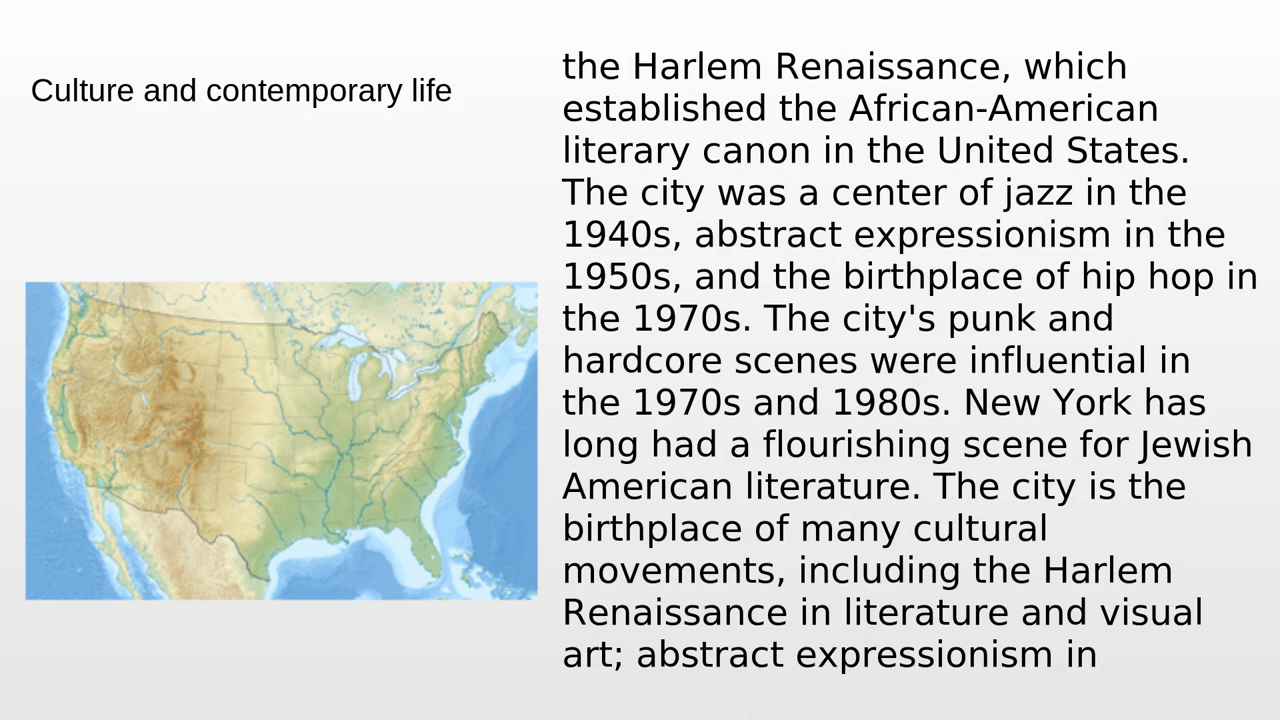 Culture and contemporary life
the Harlem Renaissance, which
established the African-American
literary canon in the United States.
The city was a center of jazz in the
1940s, abstract expressionism in the
1950s, and the birthplace of hip hop in
the 1970s. The city's punk and
hardcore scenes were influential in
the 1970s and 1980s. New York has
long had a flourishing scene for Jewish
American literature. The city is the
birthplace of many cultural
movements, including the Harlem
Renaissance in literature and visual
art; abstract expressionism in